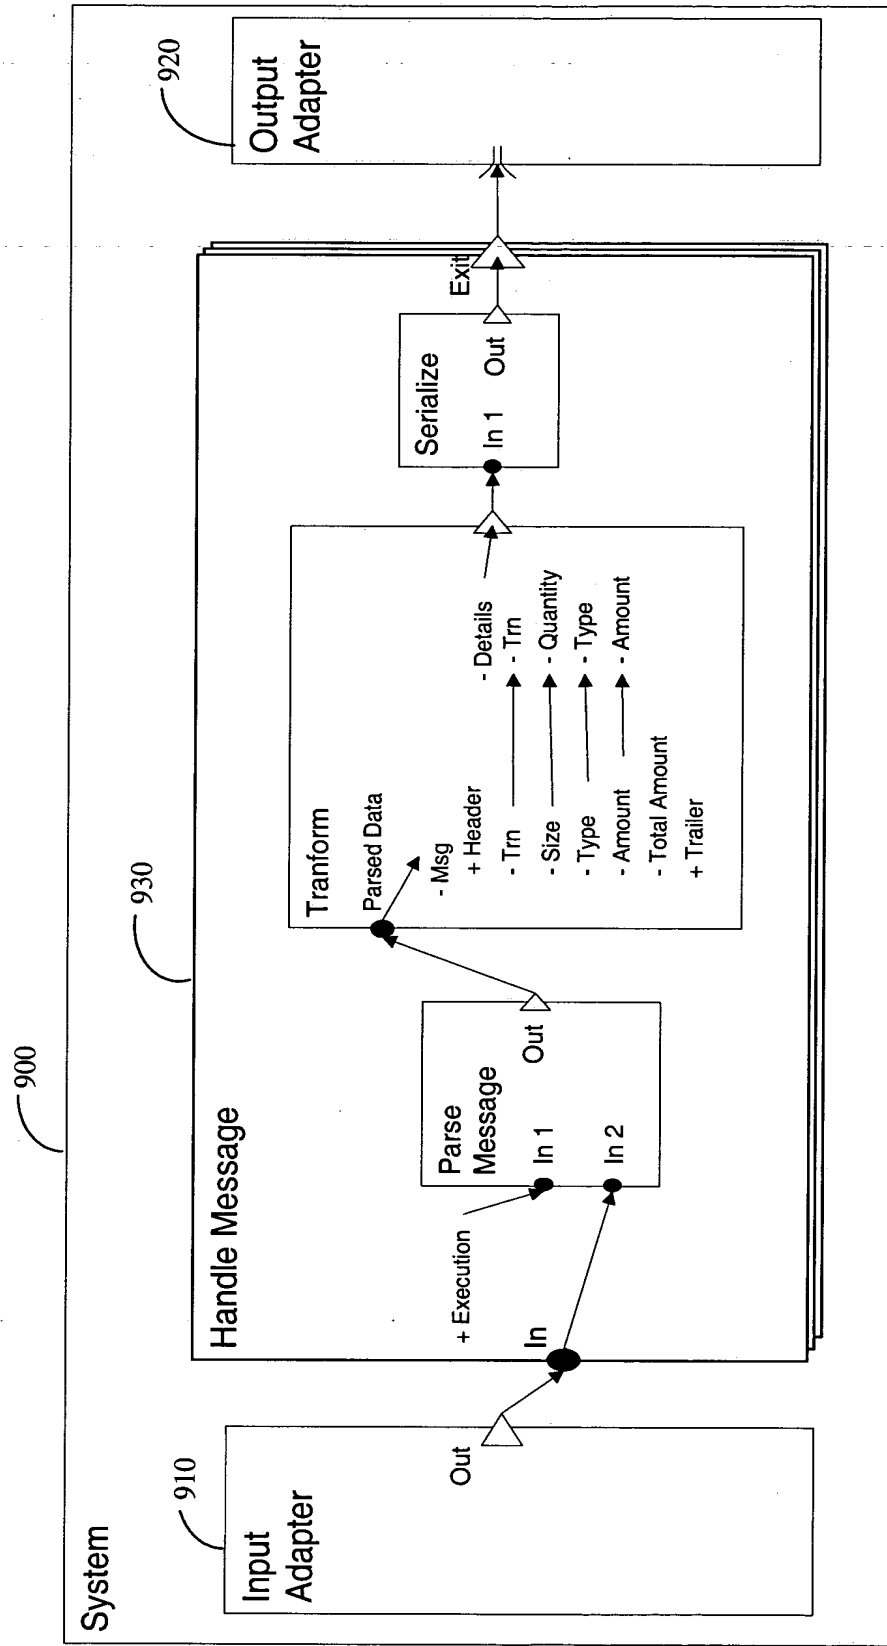 System
900
Input
Adapter
910
Out
Handle Message
930
In
+ Execution
Parse
Message
In 1
In 2
Out
Tranform
Parsed Data
- Msg
+ Header
- Trn
- Size
- Type
- Amount
- Total Amount
+ Trailer
- Details
- Trn
- Quantity
- Type
- Amount
Serialize
In 1
Out
Exit
Output
Adapter
920